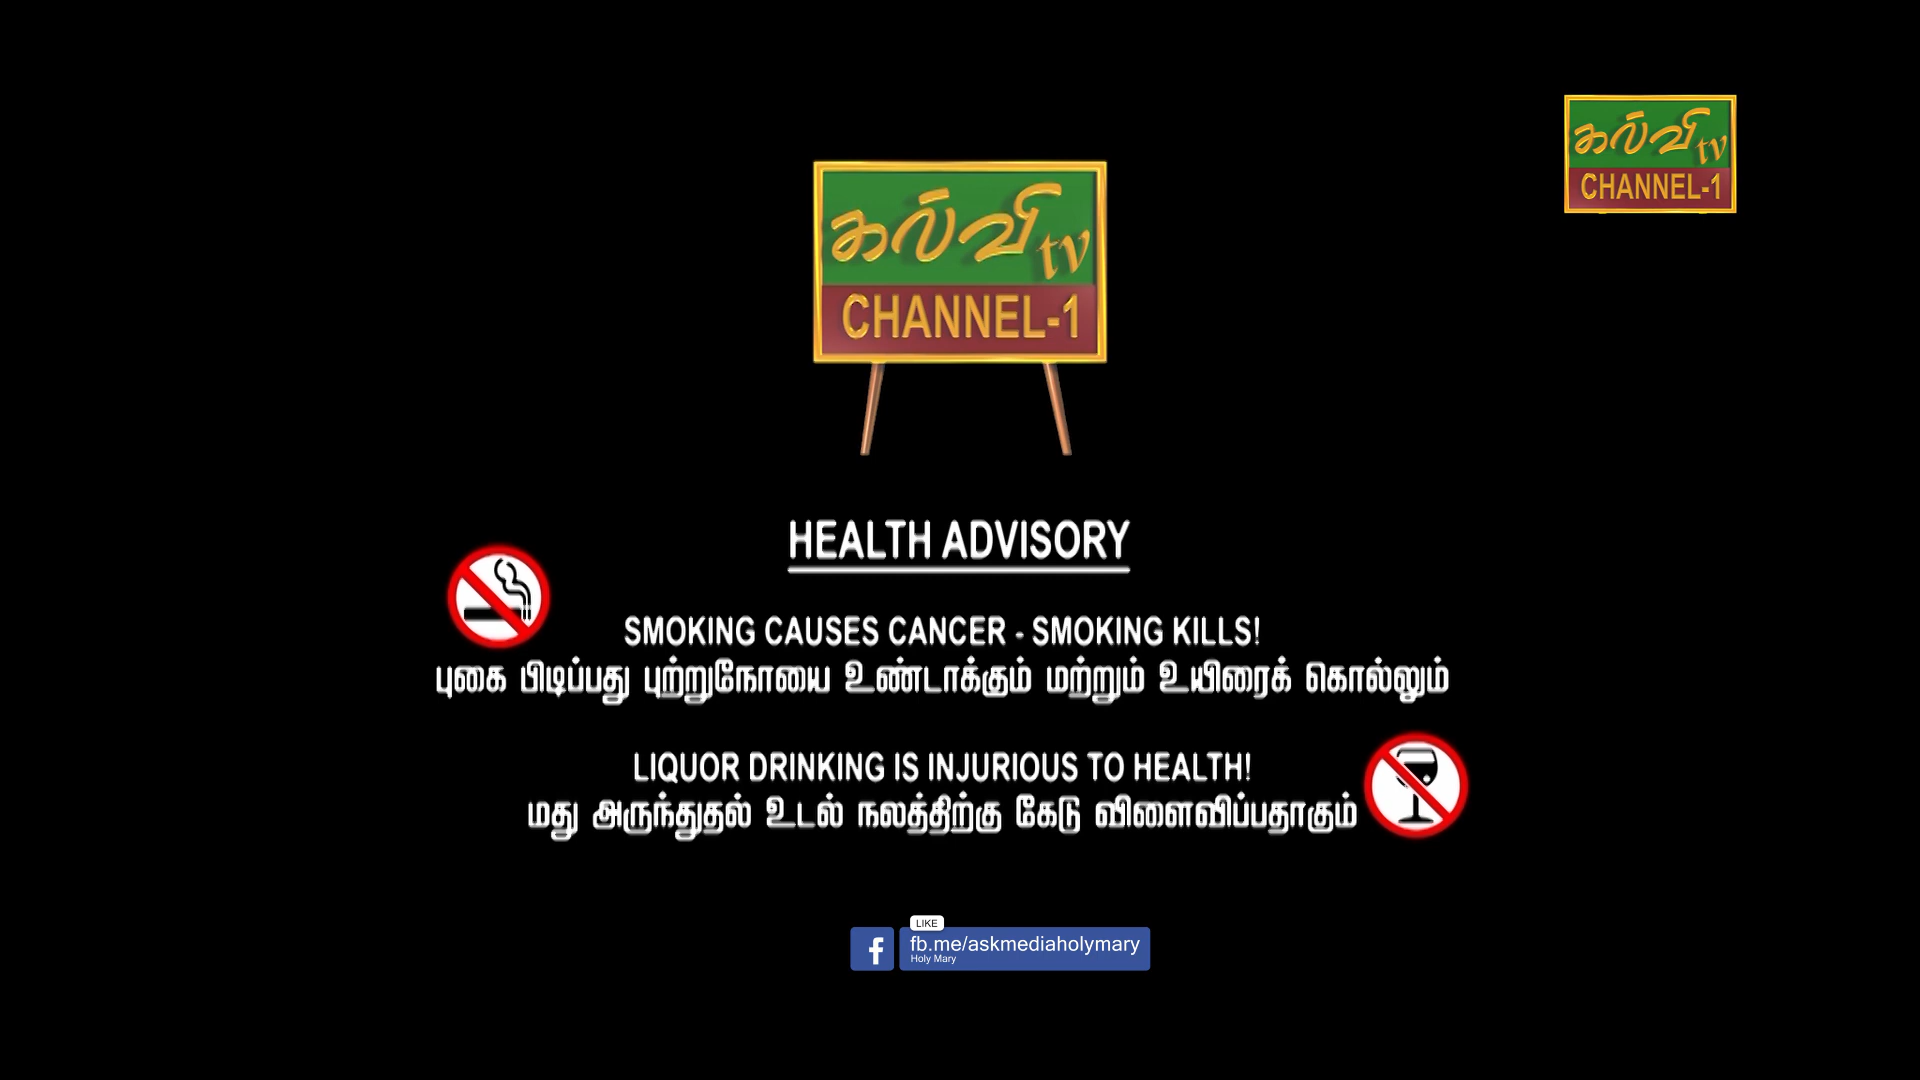 கல்வி tv
CHANNEL-1
கல்வி tv
CHANNEL-1
HEALTH ADVISORY
SMOKING CAUSES CANCER - SMOKING KILLS!
புகை பிடிப்பது புற்றுநோயை உண்டாக்கும் மற்றும் உயிரைக் கொல்லும்
LIQUOR DRINKING IS INJURIOUS TO HEALTH!
மது அருந்துதல் உடல் நலத்திற்கு கேடு விளைவிப்பதாகும்
LIKE
fb.me/askmediaholymary
Holy Mary